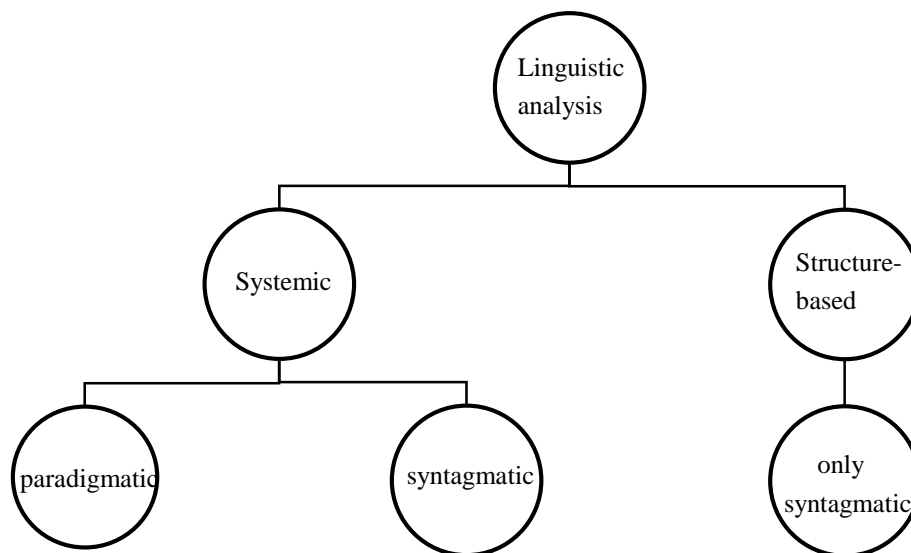 Linguistic
analysis
Systemic
Structure-
based
paradigmatic
syntagmatic
only
syntagmatic